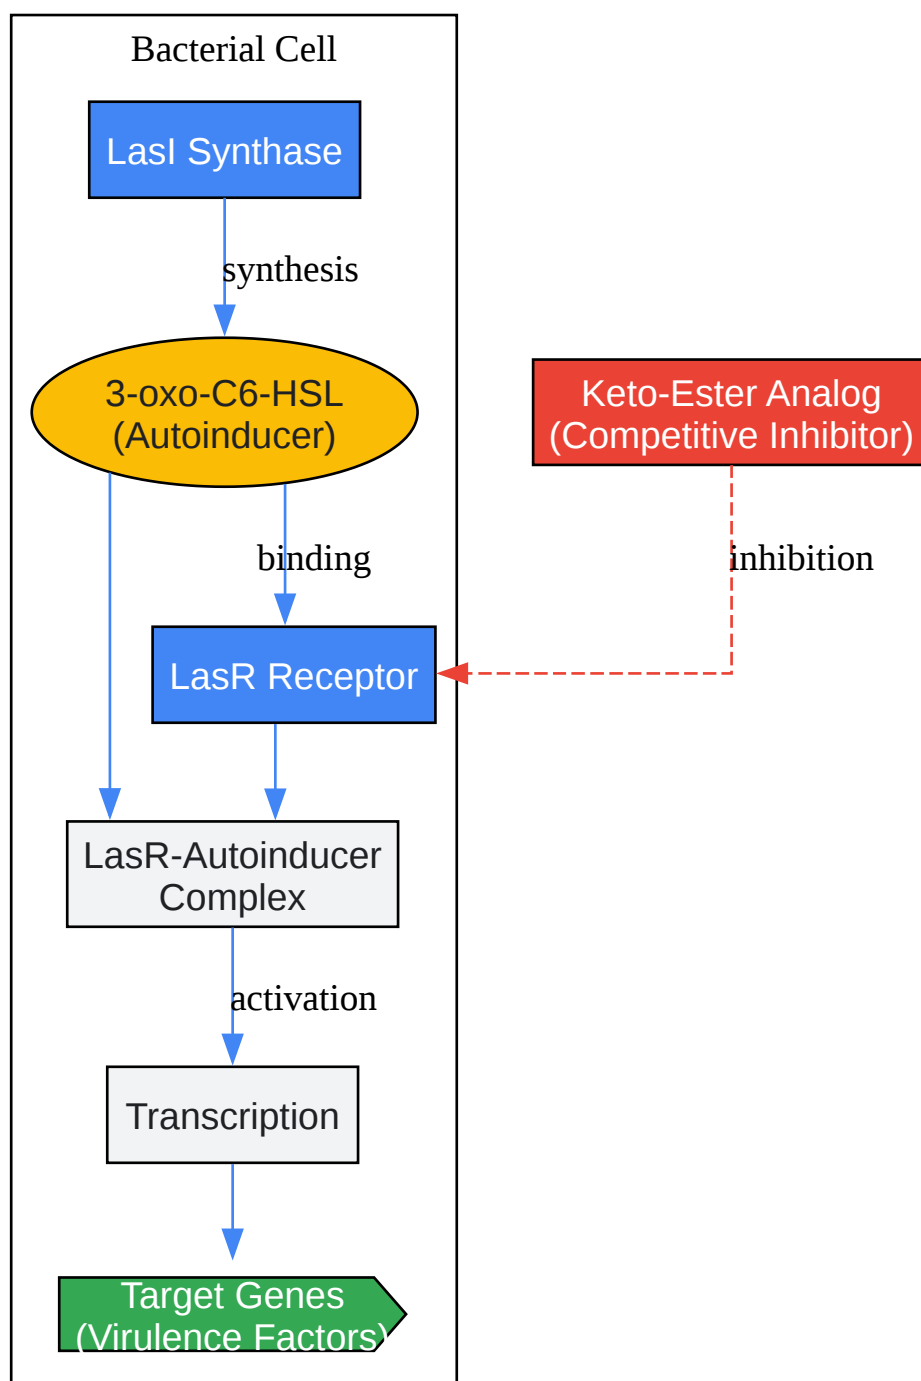 Bacterial Cell
LasI Synthase
synthesis
3-oxo-C6-HSL
(Autoinducer)
Keto-Ester Analog
(Competitive Inhibitor)
binding
inhibition
LasR Receptor
LasR-Autoinducer
Complex
activation
Transcription
Target Genes
(Virulence Factors)